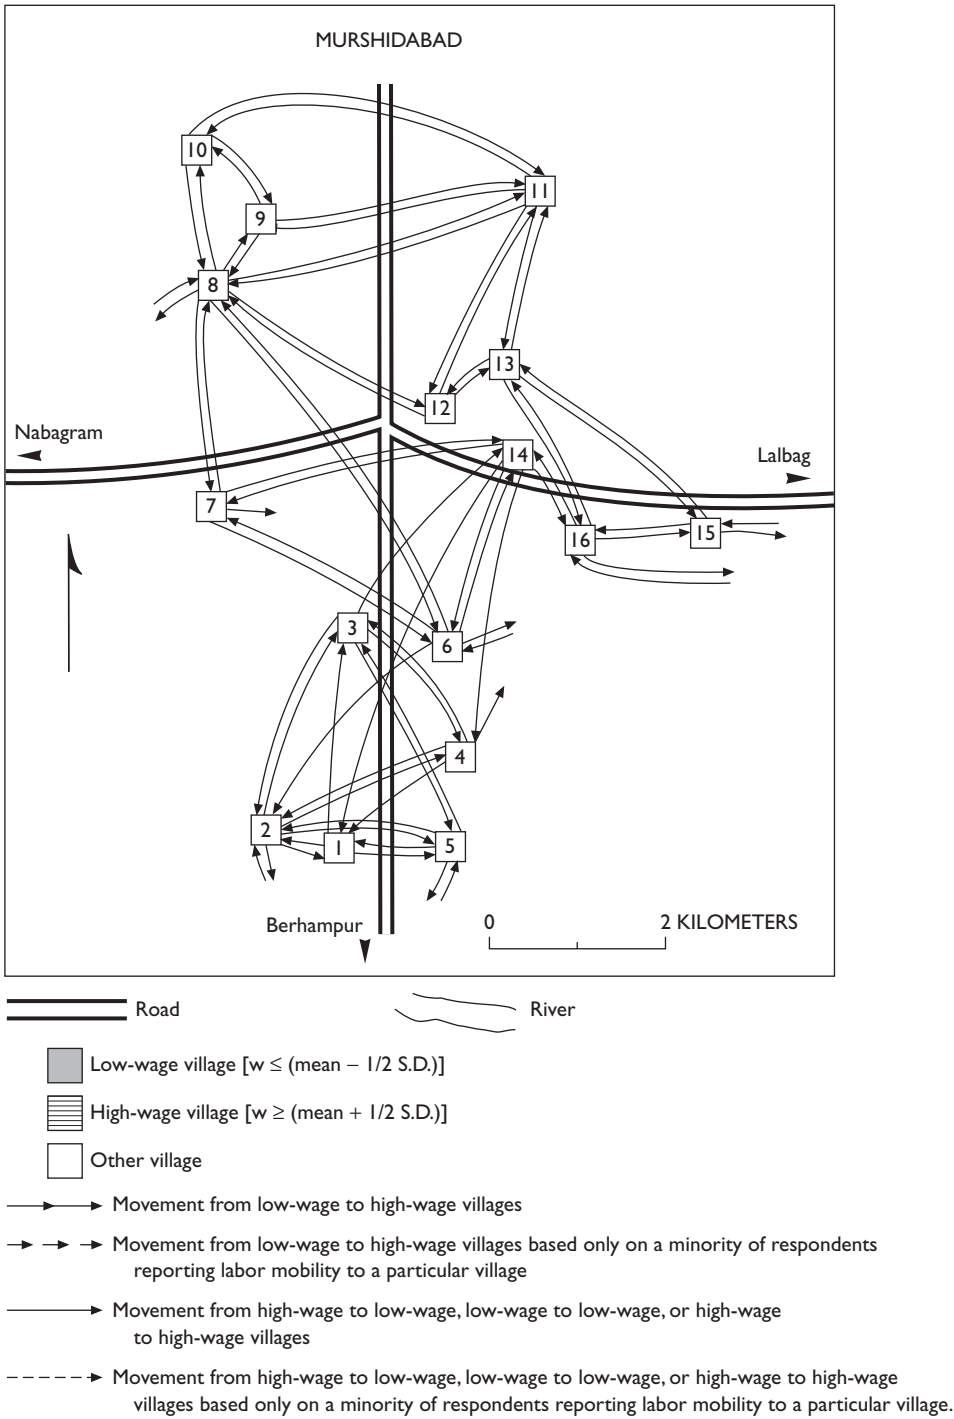 MURSHIDABAD
10
11
9
8
13
12
Nabagram
14
Lalbag
7
16
15
3
6
4
2
1
5
Berhampur
0
2 KILOMETERS
Road
River
Low-wage village [w ≤ (mean − 1/2 S.D.)]
High-wage village [w ≥ (mean + 1/2 S.D.)]
Other village
Movement from low-wage to high-wage villages
Movement from low-wage to high-wage villages based only on a minority of respondents
reporting labor mobility to a particular village
Movement from high-wage to low-wage, low-wage to low-wage, or high-wage
to high-wage villages
Movement from high-wage to low-wage, low-wage to low-wage, or high-wage to high-wage
villages based only on a minority of respondents reporting labor mobility to a particular village.